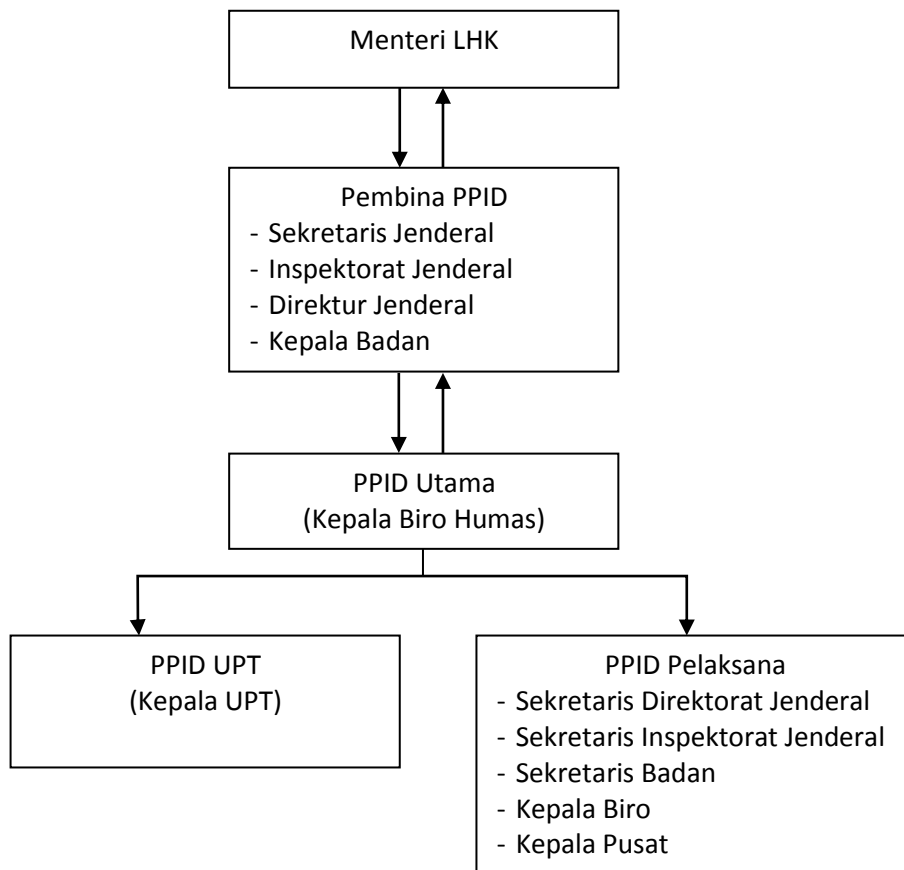 Menteri LHK
Pembina PPID
- Sekretaris Jenderal
- Inspektorat Jenderal
- Direktur Jenderal
- Kepala Badan
PPID Utama
(Kepala Biro Humas)
PPID UPT
(Kepala UPT)
PPID Pelaksana
- Sekretaris Direktorat Jenderal
- Sekretaris Inspektorat Jenderal
- Sekretaris Badan
- Kepala Biro
- Kepala Pusat